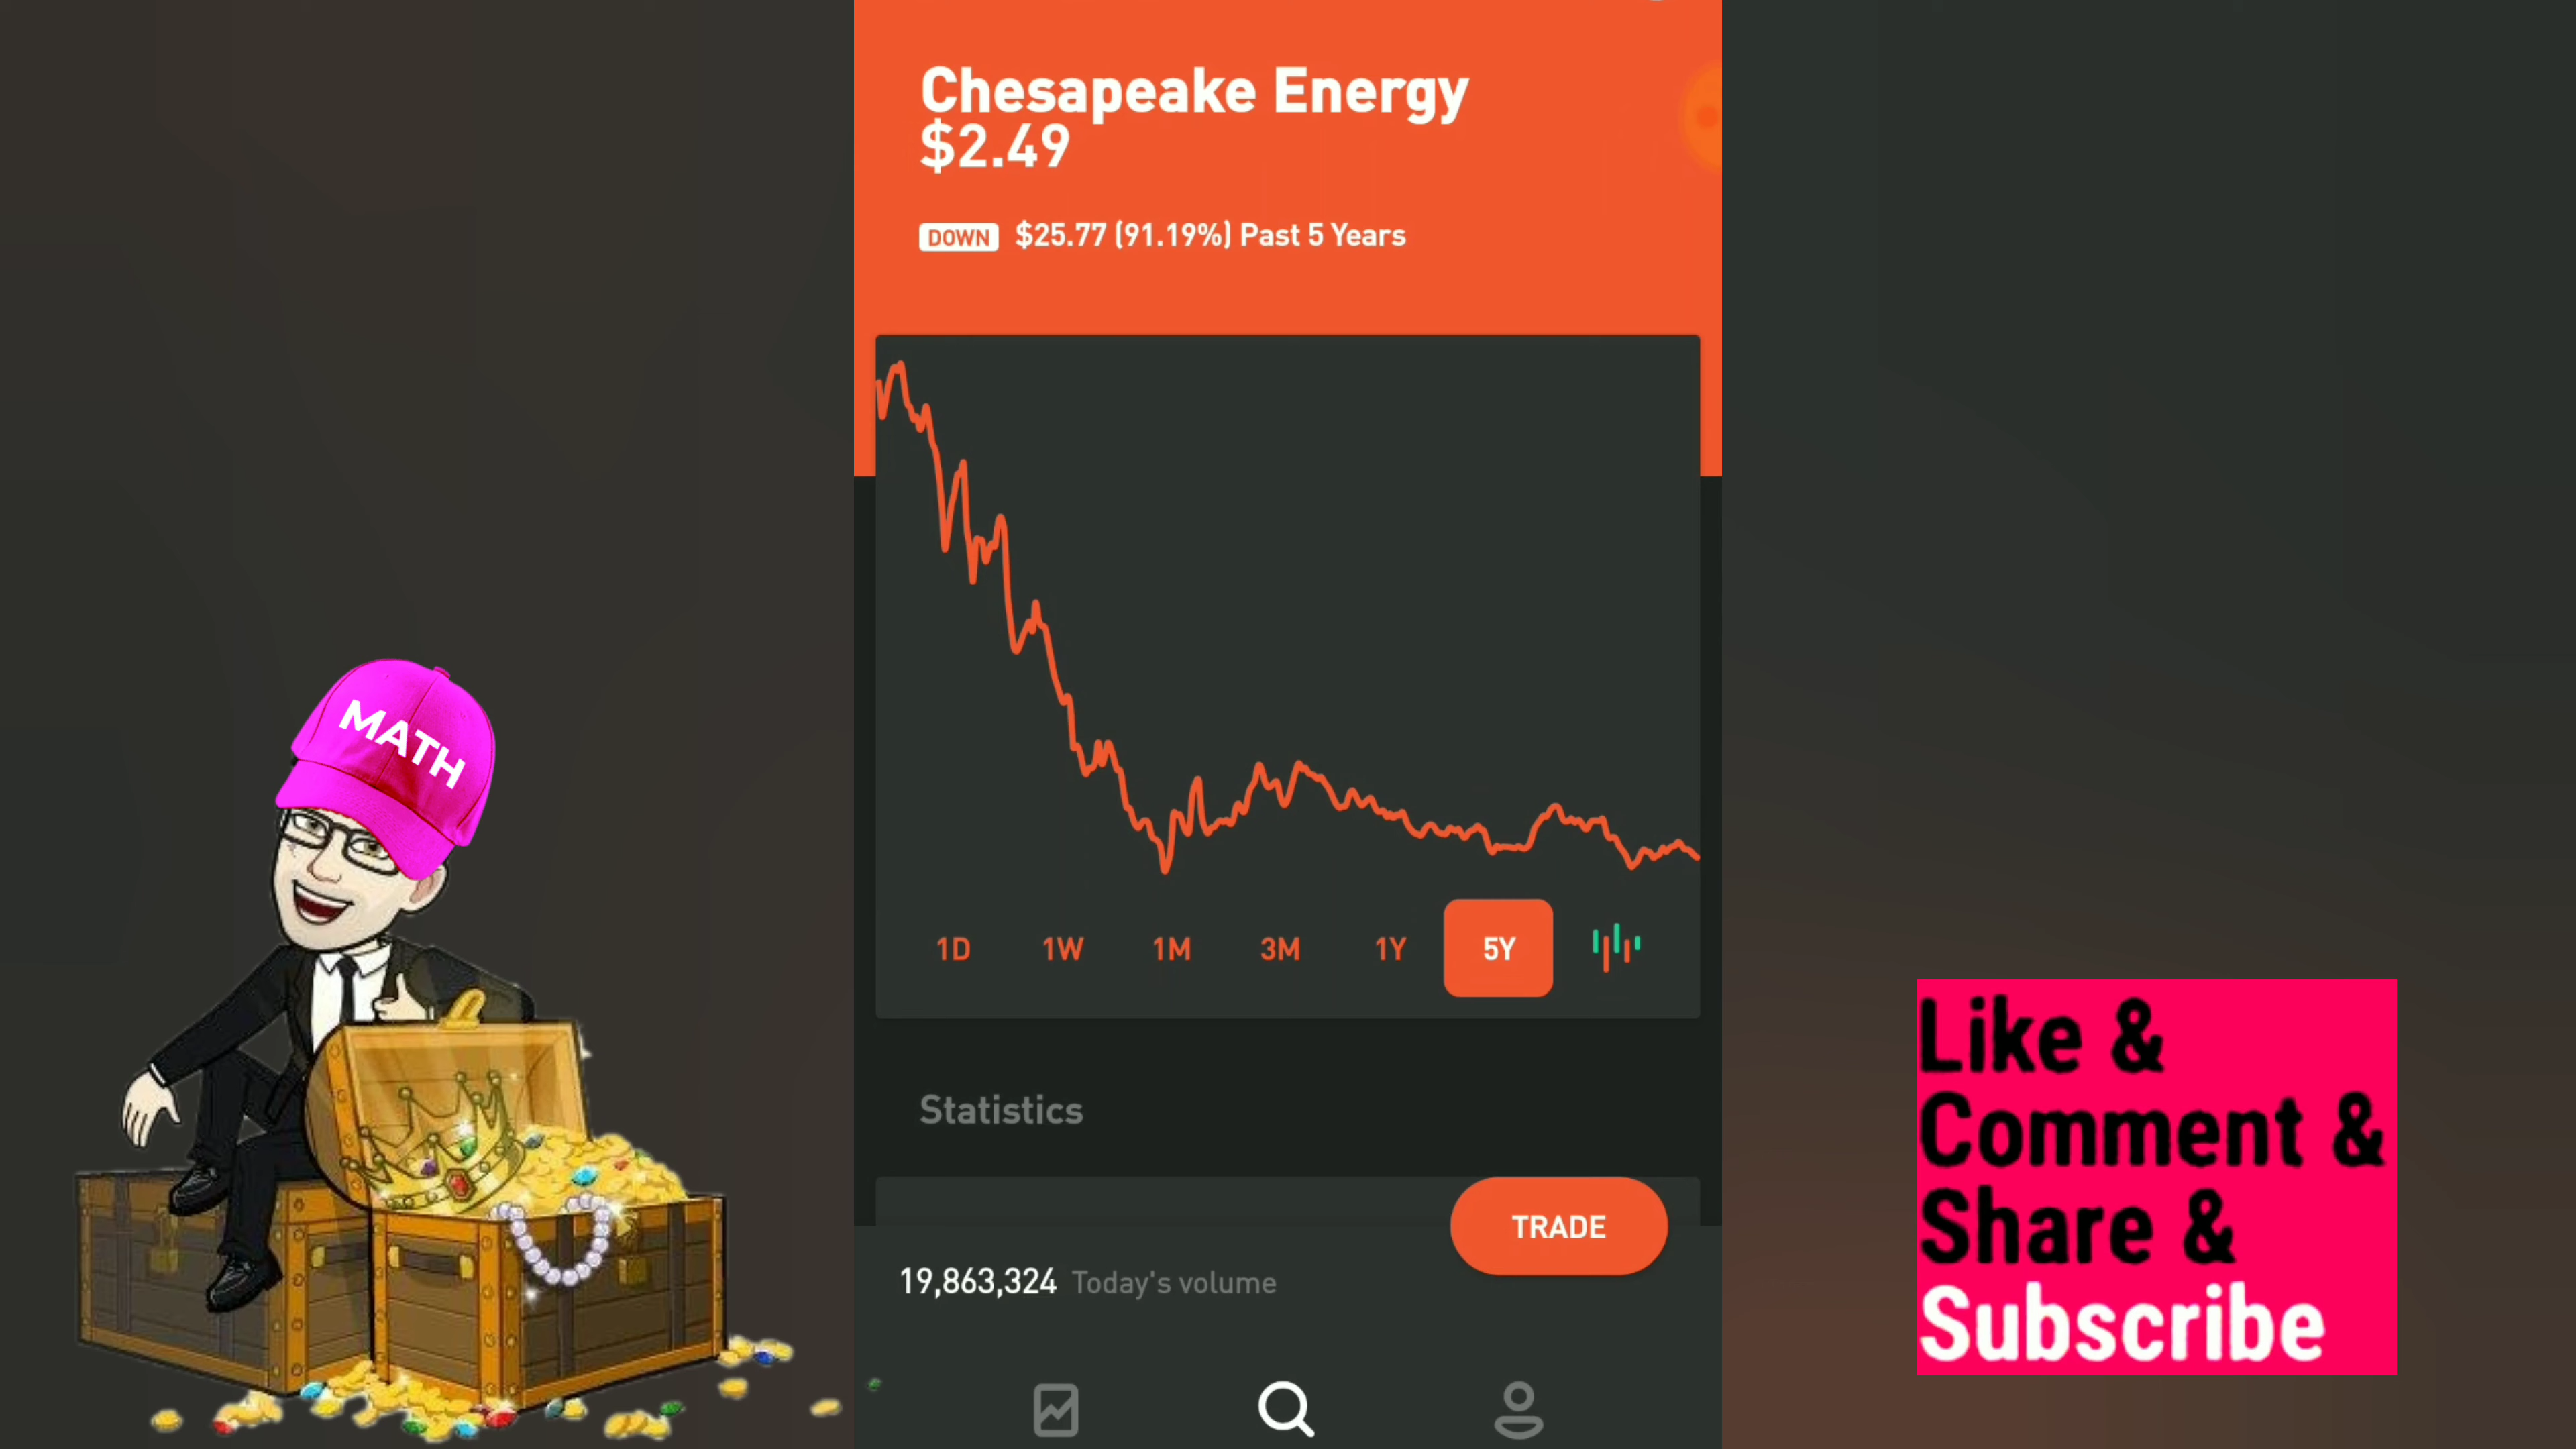 Chesapeake Energy
$2.49
DOWN $25.77 (91.19%) Past 5 Years
MATH
1D 1W 1M 3M 1Y 5Y
Statistics
TRADE
19,863,324 Today's volume
Like &
Comment &
Share &
Subscribe